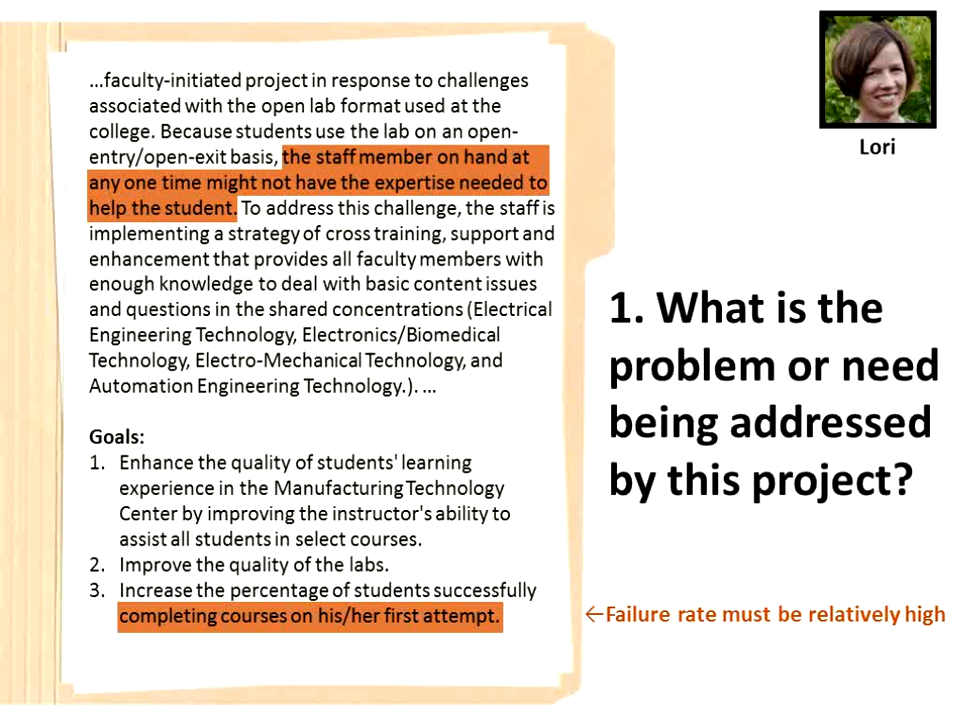 ...faculty-initiated project in response to challenges
associated with the open lab format used at the
college. Because students use the lab on an open-
entry/open-exit basis, the staff member on hand at
any one time might not have the expertise needed to
help the student. To address this challenge, the staff is
implementing a strategy of cross training, support and
enhancement that provides all faculty members with
enough knowledge to deal with basic content issues
and questions in the shared concentrations (Electrical
Engineering Technology, Electronics/Biomedical
Technology, Electro-Mechanical Technology, and
Automation Engineering Technology.). ...
Goals:
1. Enhance the quality of students' learning
experience in the Manufacturing Technology
Center by improving the instructor's ability to
assist all students in select courses.
2. Improve the quality of the labs.
3. Increase the percentage of students successfully
completing courses on his/her first attempt.
Lori
1. What is the
problem or need
being addressed
by this project?
←Failure rate must be relatively high